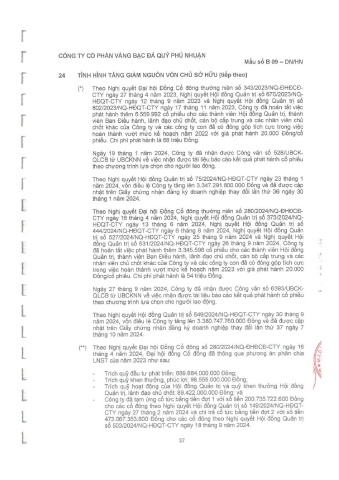 CÔNG TY CỔ PHẦN VÀNG BẠC ĐÁ QUÝ PHÚ NHUẬN
Mẫu số B 09 – DN/HN
24 TÌNH HÌNH TĂNG GIẢM NGUỒN VỐN CHỦ SỞ HỮU (tiếp theo)
(*) Theo Nghị quyết Đại hội Cổ đông thường niên số 343/2023/NQ-ĐHĐCĐ-
CTY ngày 27 tháng 4 năm 2023, Nghị quyết Hội đồng Quản trị số 670/2023/NQ-
HĐQT-CTY ngày 12 tháng 9 năm 2023 và Nghị quyết Hội đồng Quản trị số
802/2023/NQ-HĐQT-CTY ngày 17 tháng 11 năm 2023, Công ty đã hoàn tất việc
phát hành thêm 6.559.992 cổ phiếu cho các thành viên Hội đồng Quản trị, thành
viên Ban Điều hành, lãnh đạo chủ chốt, cán bộ cấp trung và các nhân viên chủ
chốt khác của Công ty và các công ty con đã có đóng góp tích cực trong việc
hoàn thành vượt mức kế hoạch năm 2022 với giá phát hành 20.000 Đồng/cổ
phiếu. Chi phí phát hành là 68 triệu Đồng.
Ngày 19 tháng 1 năm 2024, Công ty đã nhận được Công văn số 528/UBCK-
QLCB từ UBCKNN về việc nhận được tài liệu báo cáo kết quả phát hành cổ phiếu
theo chương trình lựa chọn cho người lao động.
Theo Nghị quyết Hội đồng Quản trị số 75/2024/NQ-HĐQT-CTY ngày 23 tháng 1
năm 2024, vốn điều lệ Công ty tăng lên 3.347.291.800.000 Đồng và đã được cập
nhật trên Giấy chứng nhận đăng ký doanh nghiệp thay đổi lần thứ 36 ngày 30
tháng 1 năm 2024.
Theo Nghị quyết Đại hội Cổ đông thường niên số 280/2024/NQ-ĐHĐCĐ-
CTY ngày 16 tháng 4 năm 2024, Nghị quyết Hội đồng Quản trị số 373/2024/NQ-
HĐQT-CTY ngày 13 tháng 6 năm 2024, Nghị quyết Hội đồng Quản trị số
444/2024/NQ-HĐQT-CTY ngày 8 tháng 8 năm 2024, Nghị quyết Hội đồng Quản
trị số 527/2024/NQ-HĐQT-CTY ngày 25 tháng 9 năm 2024 và Nghị quyết Hội
đồng Quản trị số 531/2024/NQ-HĐQT-CTY ngày 26 tháng 9 năm 2024, Công ty
đã hoàn tất việc phát hành thêm 3.345.596 cổ phiếu cho các thành viên Hội đồng
Quản trị, thành viên Ban Điều hành, lãnh đạo chủ chốt, cán bộ cấp trung và các
nhân viên chủ chốt khác của Công ty và các công ty con đã có đóng góp tích cực
trong việc hoàn thành vượt mức kế hoạch năm 2023 với giá phát hành 20.000
Đồng/cổ phiếu. Chi phí phát hành là 54 triệu Đồng.
Ngày 27 tháng 9 năm 2024, Công ty đã nhận được Công văn số 6393/UBCK-
QLCB từ UBCKNN về việc nhận được tài liệu báo cáo kết quả phát hành cổ phiếu
theo chương trình lựa chọn cho người lao động.
Theo Nghị quyết Hội đồng Quản trị số 549/2024/NQ-HĐQT-CTY ngày 30 tháng 9
năm 2024, vốn điều lệ Công ty tăng lên 3.380.747.760.000 Đồng và đã được cập
nhật trên Giấy chứng nhận đăng ký doanh nghiệp thay đổi lần thứ 37 ngày 7
tháng 10 năm 2024.
(**) Theo Nghị quyết Đại hội Cổ đông số 280/2024/NQ-ĐHĐCĐ-CTY ngày 16
tháng 4 năm 2024, Đại hội Cổ đông đã thông qua phương án phân chia
LNST của năm 2023 như sau:
- Trích quỹ đầu tư phát triển: 689.884.000.000 Đồng;
- Trích quỹ khen thưởng, phúc lợi: 98.555.000.000 Đồng;
- Trích quỹ hoạt động của Hội đồng Quản trị và quỹ khen thưởng Hội đồng
Quản trị, lãnh đạo chủ chốt: 89.422.000.000 Đồng; và
- Công ty đã tạm ứng cổ tức bằng tiền đợt 1 với số tiền 200.735.722.600 Đồng
cho các cổ đông theo Nghị quyết Hội đồng Quản trị số 149/2024/NQ-HĐQT-
CTY ngày 27 tháng 2 năm 2024 và chi trả cổ tức bằng tiền đợt 2 với số tiền
473.067.353.800 Đồng cho các cổ đông theo Nghị quyết Hội đồng Quản trị
số 503/2024/NQ-HĐQT-CTY ngày 18 tháng 9 năm 2024.
37